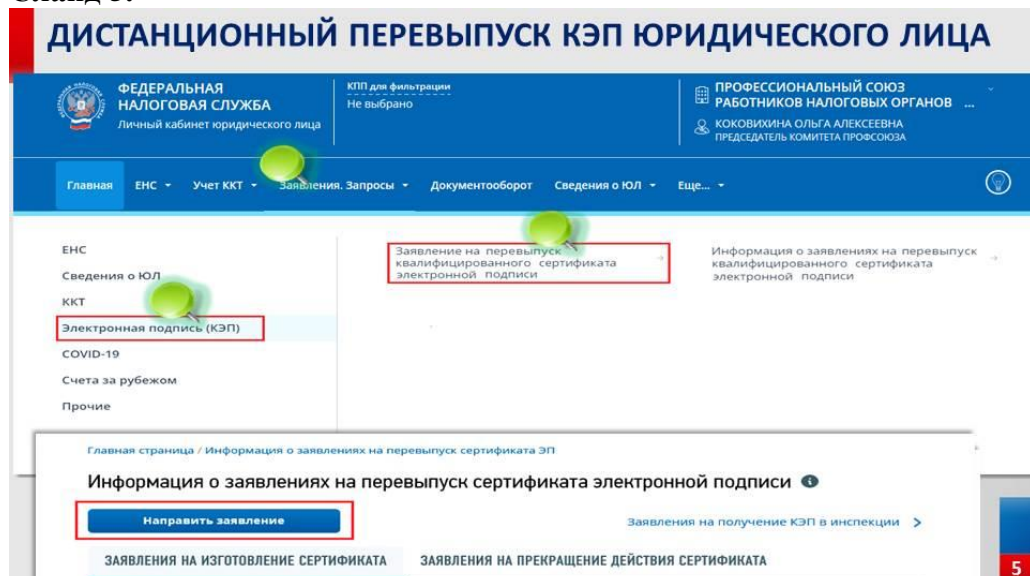 ДИСТАНЦИОННЫЙ ПЕРЕВЫПУСК КЭП ЮРИДИЧЕСКОГО ЛИЦА
ФЕДЕРАЛЬНАЯ
НАЛОГОВАЯ СЛУЖБА
Личный кабинет юридического лица
КПП для фильтрации
Не выбрано
ПРОФЕССИОНАЛЬНЫЙ СОЮЗ
РАБОТНИКОВ НАЛОГОВЫХ ОРГАНОВ ...
КОКОВИХИНА ОЛЬГА АЛЕКСЕЕВНА
ПРЕДСЕДАТЕЛЬ КОМИТЕТА ПРОФСОЮЗА
Главная ЕНС Учет ККТ Заявления. Запросы Документооборот Сведения о ЮЛ Еще...
ЕНС
Сведения о ЮЛ
ККТ
Электронная подпись (КЭП)
COVID-19
Счета за рубежом
Прочие
Заявление на перевыпуск
квалифицированного сертификата
электронной подписи
Информация о заявлениях на перевыпуск
квалифицированного сертификата
электронной подписи
Главная страница / Информация о заявлениях на перевыпуск сертификата ЭП
Информация о заявлениях на перевыпуск сертификата электронной подписи
Направить заявление
Заявления на получение КЭП в инспекции >
ЗАЯВЛЕНИЯ НА ИЗГОТОВЛЕНИЕ СЕРТИФИКАТА ЗАЯВЛЕНИЯ НА ПРЕКРАЩЕНИЕ ДЕЙСТВИЯ СЕРТИФИКАТА
5